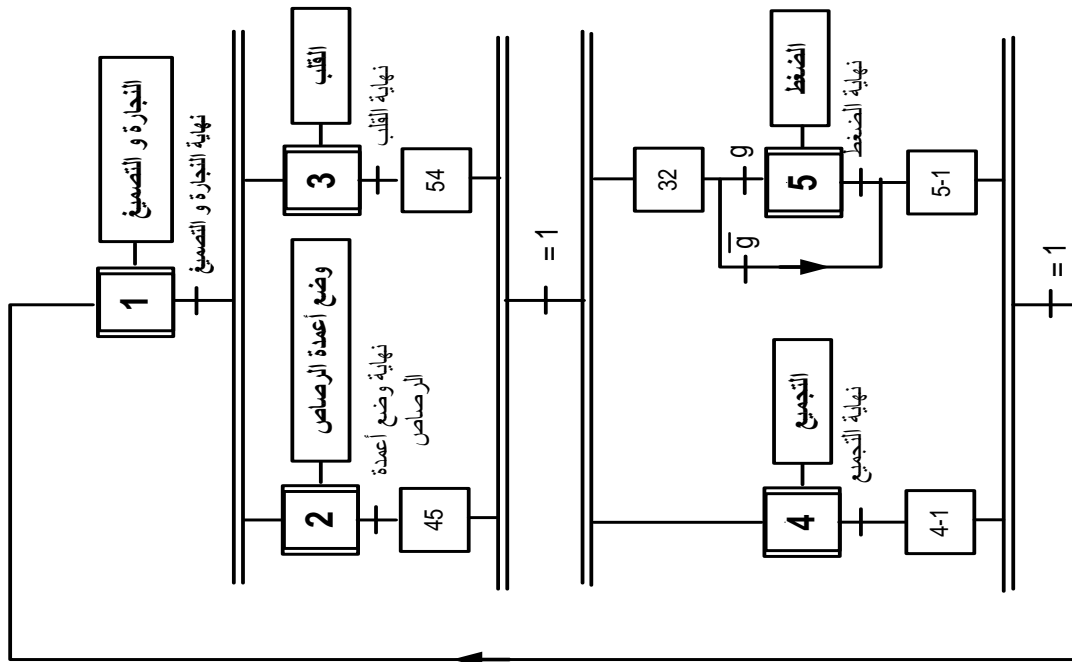 النجارة و التصميغ
1
نهاية النجارة و التصميغ
وضع أعمدة الرصاص
2
نهاية وضع أعمدة
الرصاص
45
القلب
3
نهاية القلب
54
= 1
32
g
g̅
الضغط
5
نهاية الضغط
5-1
التجميع
4
نهاية التجميع
4-1
= 1